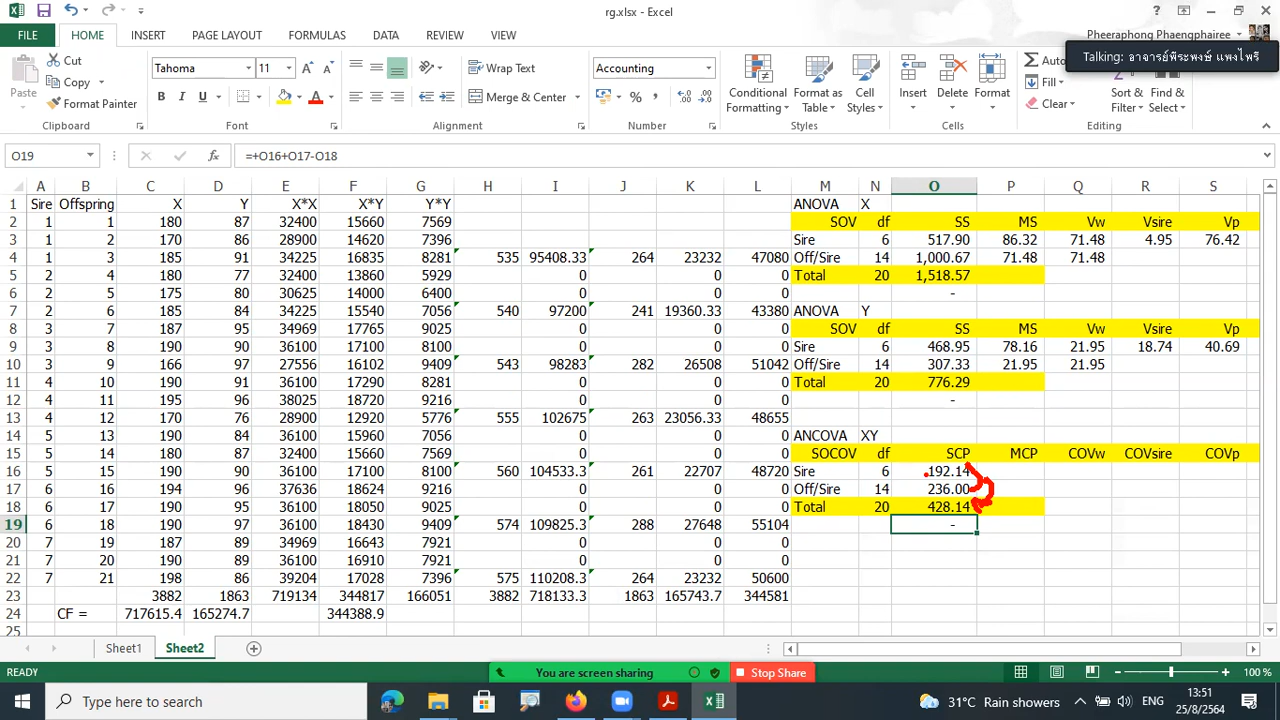 rg.xlsx - Excel
FILE HOME INSERT PAGE LAYOUT FORMULAS DATA REVIEW VIEW Pheeraphong Phaengphairee
Talking: อาจารย์พีระพงษ์ แพงไพรี
Paste Cut Copy Format Painter Tahoma 11 Wrap Text Merge & Center Accounting Conditional Formatting Format as Table Cell Styles Insert Delete Format Auto Fill Clear Sort & Filter Find & Select
Clipboard Font Alignment Number Styles Cells Editing
O19 =+O16+O17-O18
A B C D E F G H I J K L M N O P Q R S
1 Sire Offspring X Y X*X X*Y Y*Y ANOVA X
2 1 1 180 87 32400 15660 7569 SOV df SS MS Vw Vsire Vp
3 1 2 170 86 28900 14620 7396 Sire 6 517.90 86.32 71.48 4.95 76.42
4 1 3 185 91 34225 16835 8281 535 95408.33 264 23232 47080 Off/Sire 14 1,000.67 71.48 71.48
5 2 4 180 77 32400 13860 5929 0 0 0 Total 20 1,518.57
6 2 5 175 80 30625 14000 6400 0 0 0 -
7 2 6 185 84 34225 15540 7056 540 97200 241 19360.33 43380 ANOVA Y
8 3 7 187 95 34969 17765 9025 0 0 0 SOV df SS MS Vw Vsire Vp
9 3 8 190 90 36100 17100 8100 0 0 0 Sire 6 468.95 78.16 21.95 18.74 40.69
10 3 9 166 97 27556 16102 9409 543 98283 282 26508 51042 Off/Sire 14 307.33 21.95 21.95
11 4 10 190 91 36100 17290 8281 0 0 0 Total 20 776.29
12 4 11 195 96 38025 18720 9216 0 0 0 -
13 4 12 170 76 28900 12920 5776 555 102675 263 23056.33 48655
14 5 13 190 84 36100 15960 7056 0 0 0 ANCOVA XY
15 5 14 180 87 32400 15660 7569 0 0 0 SOCOV df SCP MCP COVw COVsire COVp
16 5 15 190 90 36100 17100 8100 560 104533.3 261 22707 48720 Sire 6 192.14
17 6 16 194 96 37636 18624 9216 0 0 0 Off/Sire 14 236.00
18 6 17 190 95 36100 18050 9025 0 0 0 Total 20 428.14
19 6 18 190 97 36100 18430 9409 574 109825.3 288 27648 55104 -
20 7 19 187 89 34969 16643 7921 0 0 0
21 7 20 190 89 36100 16910 7921 0 0 0
22 7 21 198 86 39204 17028 7396 575 110208.3 264 23232 50600
23 3882 1863 719134 344817 166051 3882 718133.3 1863 165743.7 344581
24 CF = 717615.4 165274.7 344388.9
25
Sheet1 Sheet2
READY You are screen sharing Stop Share 100 %
Type here to search 31°C Rain showers ENG 13:51
25/8/2564